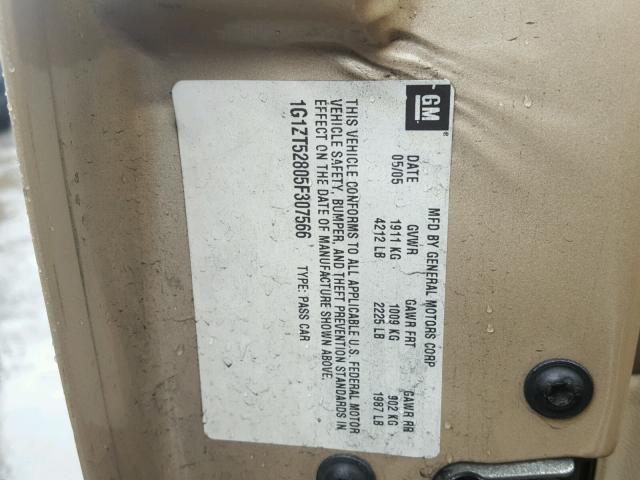 GM
MFD BY GENERAL MOTORS CORP
DATE GVWR GAWR FRT GAWR RR
05/05 1911 KG 1009 KG 902 KG
4212 LB 2225 LB 1987 LB
THIS VEHICLE CONFORMS TO ALL APPLICABLE U.S. FEDERAL MOTOR
VEHICLE SAFETY, BUMPER, AND THEFT PREVENTION STANDARDS IN
EFFECT ON THE DATE OF MANUFACTURE SHOWN ABOVE.
1G1ZT52805F307566 TYPE: PASS CAR